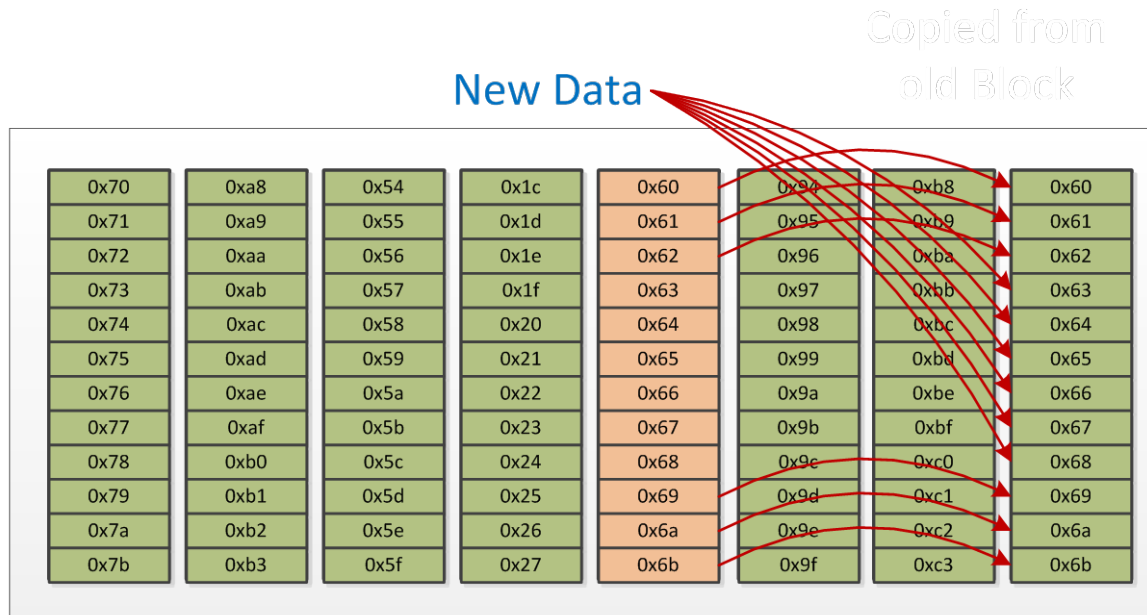 Copied from
old Block
New Data
0x70 0xa8 0x54 0x1c 0x60 0x94 0xb8 0x60
0x71 0xa9 0x55 0x1d 0x61 0x95 0xb9 0x61
0x72 0xaa 0x56 0x1e 0x62 0x96 0xba 0x62
0x73 0xab 0x57 0x1f 0x63 0x97 0xbb 0x63
0x74 0xac 0x58 0x20 0x64 0x98 0xbc 0x64
0x75 0xad 0x59 0x21 0x65 0x99 0xbd 0x65
0x76 0xae 0x5a 0x22 0x66 0x9a 0xbe 0x66
0x77 0xaf 0x5b 0x23 0x67 0x9b 0xbf 0x67
0x78 0xb0 0x5c 0x24 0x68 0x9c 0xc0 0x68
0x79 0xb1 0x5d 0x25 0x69 0x9d 0xc1 0x69
0x7a 0xb2 0x5e 0x26 0x6a 0x9e 0xc2 0x6a
0x7b 0xb3 0x5f 0x27 0x6b 0x9f 0xc3 0x6b